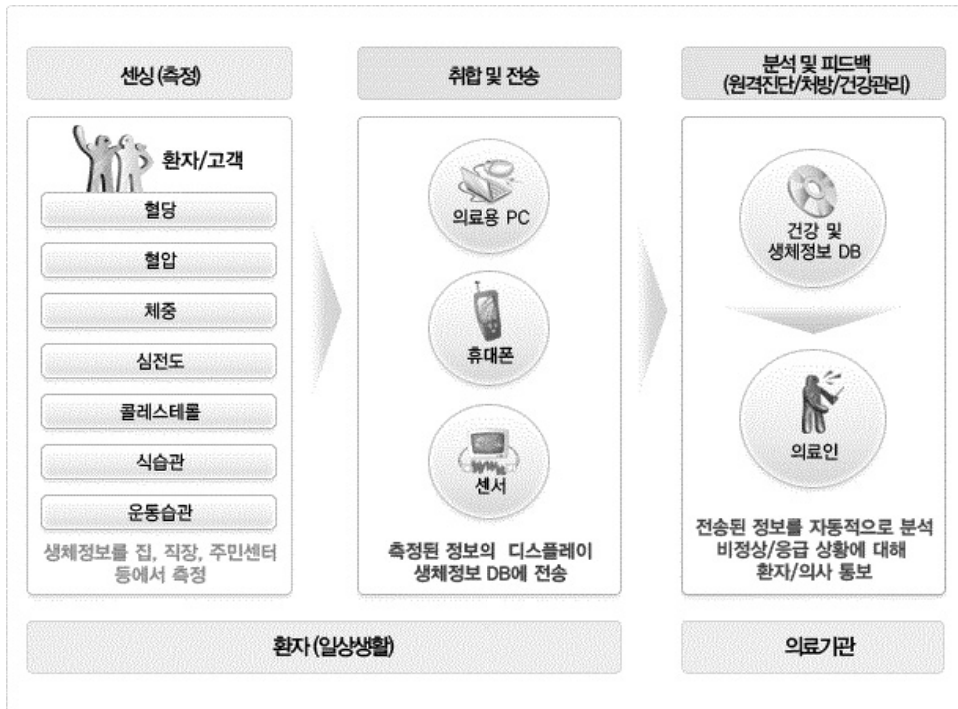 센싱 (측정)
환자/고객
혈당
혈압
체중
심전도
콜레스테롤
식습관
운동습관
생체정보를 집, 직장, 주민센터
등에서 측정
취합 및 전송
의료용 PC
휴대폰
센서
측정된 정보의 디스플레이
생체정보 DB에 전송
환자 (일상생활)
분석 및 피드백
(원격진단/처방/건강관리)
건강 및
생체정보 DB
의료인
전송된 정보를 자동적으로 분석
비정상/응급 상황에 대해
환자/의사 통보
의료기관